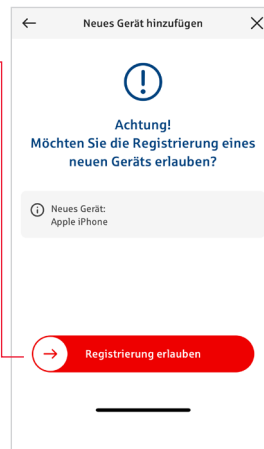 Neues Gerät hinzufügen
Achtung!
Möchten Sie die Registrierung eines
neuen Geräts erlauben?
Neues Gerät:
Apple iPhone
Registrierung erlauben